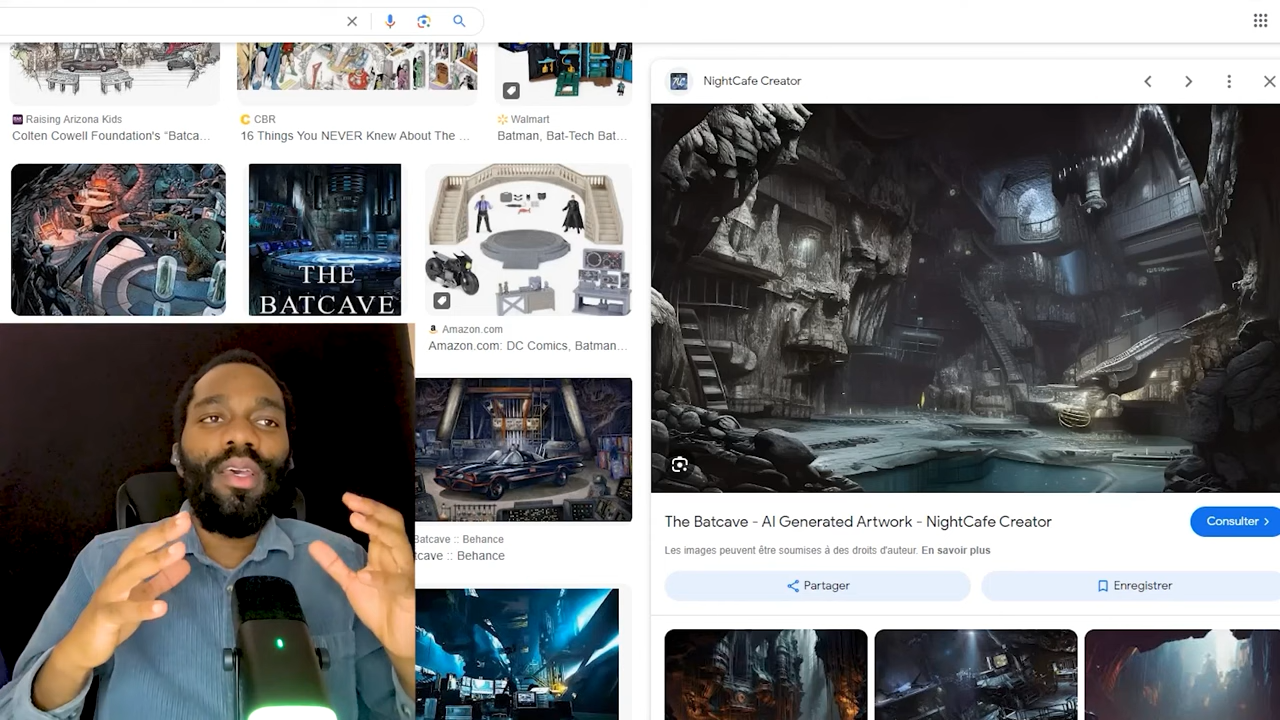 NightCafe Creator
Raising Arizona Kids
Colten Cowell Foundation's “Batca...
CBR
16 Things You NEVER Knew About The ...
Walmart
Batman, Bat-Tech Bat...
THE
BATCAVE
Amazon.com
Amazon.com: DC Comics, Batman...
atcave :: Behance
tcave :: Behance
The Batcave - AI Generated Artwork - NightCafe Creator
Consulter
Les images peuvent être soumises à des droits d'auteur. En savoir plus
Partager
Enregistrer